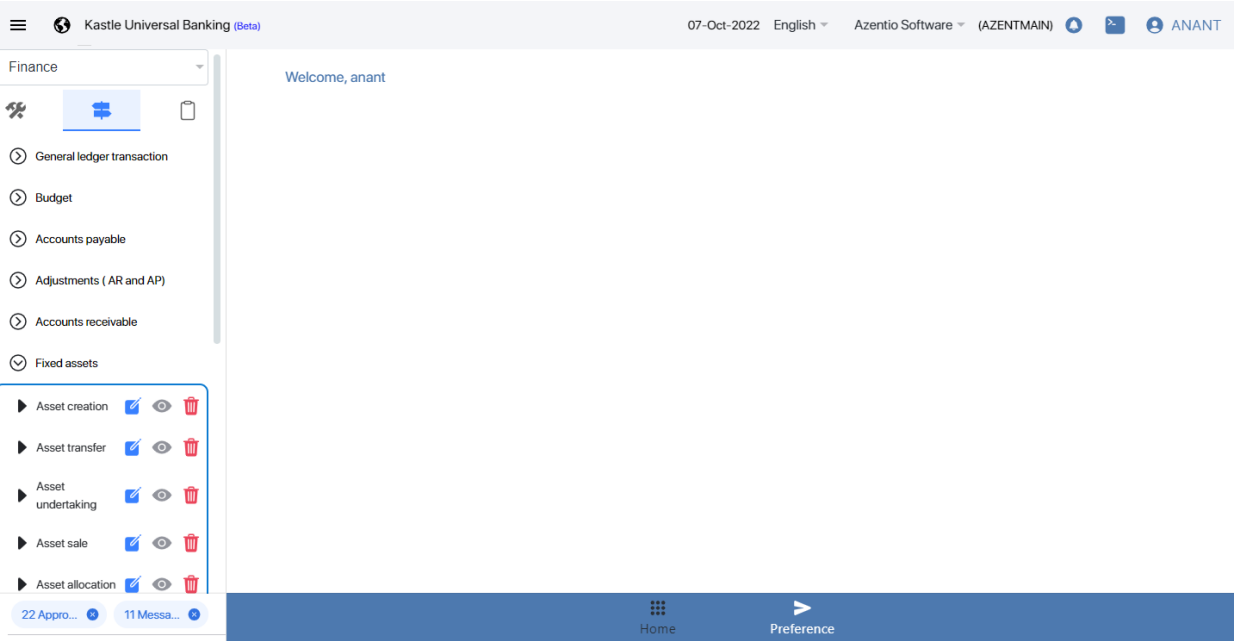 Kastle Universal Banking (Beta)
07-Oct-2022 English Azentio Software (AZENTMAIN) ANANT
Finance
Welcome, anant
General ledger transaction
Budget
Accounts payable
Adjustments ( AR and AP)
Accounts receivable
Fixed assets
Asset creation
Asset transfer
Asset
undertaking
Asset sale
Asset allocation
22 Appro... 11 Messa...
Home
Preference